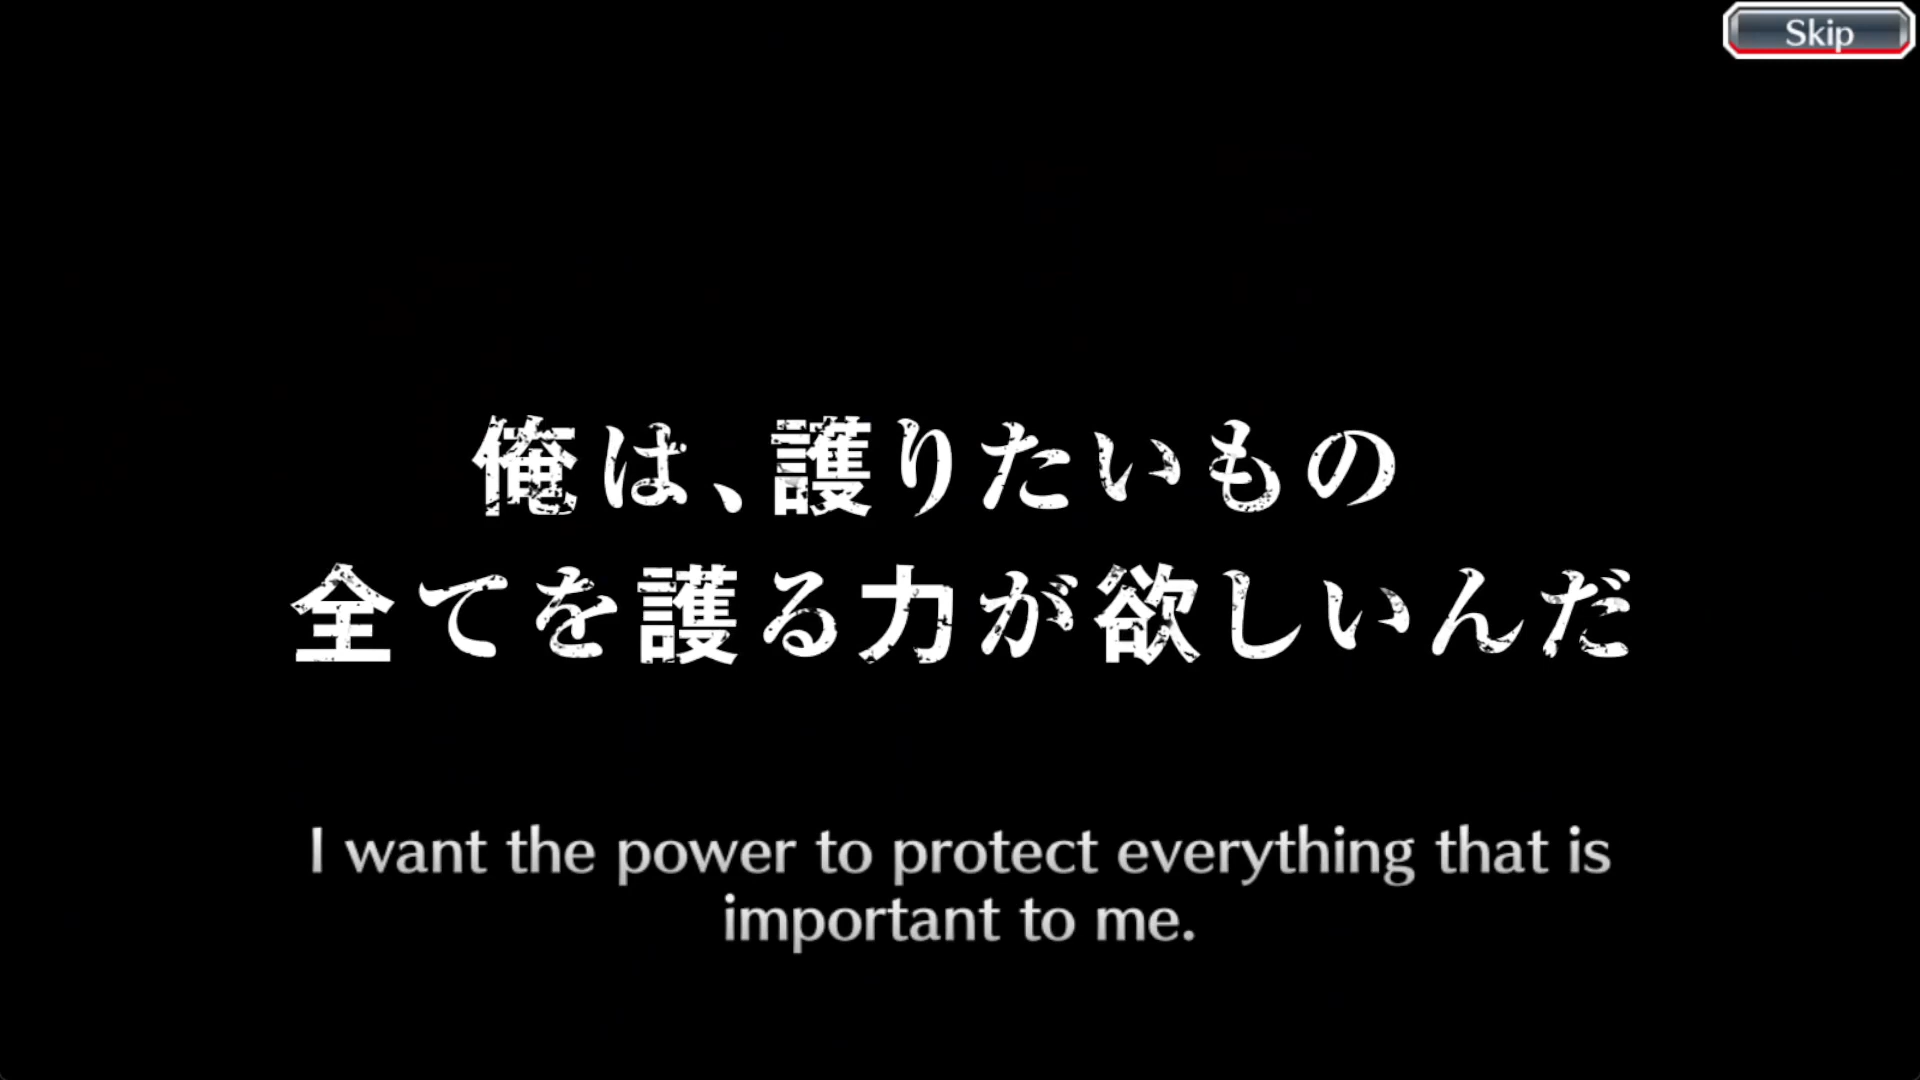 Skip
俺は、護りたいもの
全てを護る力が欲しいんだ
I want the power to protect everything that is
important to me.